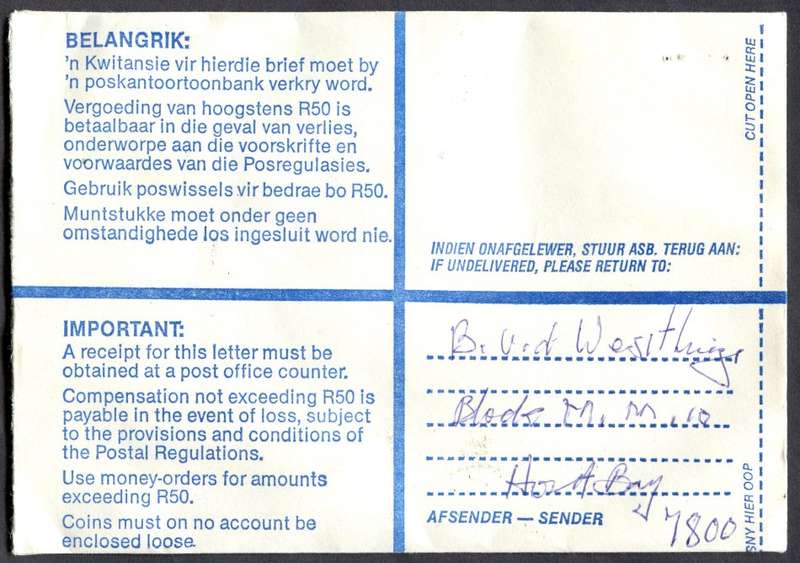 BELANGRIK:
'n Kwitansie vir hierdie brief moet by
'n poskantoortoonbank verkry word.
Vergoeding van hoogstens R50 is
betaalbaar in die geval van verlies,
onderworpe aan die voorskrifte en
voorwaardes van die Posregulasies.
Gebruik poswissels vir bedrae bo R50.
Muntstukke moet onder geen
omstandighede los ingesluit word nie.
CUT OPEN HERE
INDIEN ONAFGELEWER, STUUR ASB. TERUG AAN:
IF UNDELIVERED, PLEASE RETURN TO:
IMPORTANT:
A receipt for this letter must be
obtained at a post office counter.
Compensation not exceeding R50 is
payable in the event of loss, subject
to the provisions and conditions of
the Postal Regulations.
Use money-orders for amounts
exceeding R50.
Coins must on no account be
enclosed loose.
B. v.d
Block M.
Bay
7800
AFSENDER — SENDER
SNY HIER OOP